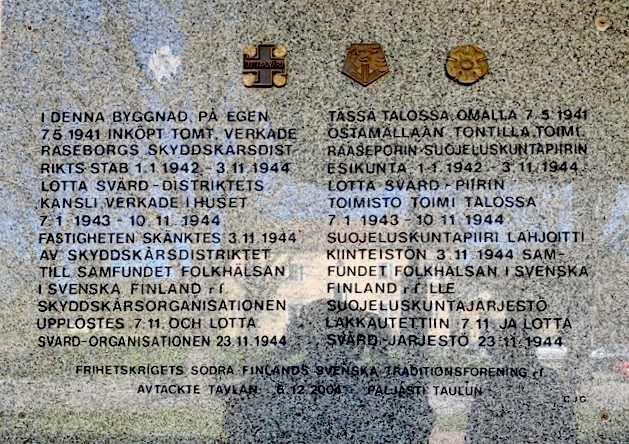 I DENNA BYGGNAD, PÅ EGEN
7.5 1941 INKÖPT TOMT, VERKADE
RASEBORGS SKYDDSKÅRSDIST-
RIKTS STAB 1.1 1942 - 3.11 1944
LOTTA SVÄRD-DISTRIKTETS
KANSLI VERKADE I HUSET
7.1 1943 - 10.11 1944
FASTIGHETEN SKÄNKTES 3.11 1944
AV SKYDDSKÅRSDISTRIKTET
TILL SAMFUNDET FOLKHÄLSAN
I SVENSKA FINLAND r.f.
SKYDDSKÅRSORGANISATIONEN
UPPLÖSTES 7.11 OCH LOTTA
SVÄRD-ORGANISATIONEN 23.11 1944
TÄSSÄ TALOSSA, OMALTA 7.5 1941
OSTAMALLAAN TONTILLA, TOIMI
RAASEPORIN SUOJELUSKUNTAPIIRIN
ESIKUNTA 1.1 1942 - 3.11 1944
LOTTA SVÄRD - PIIRIN
TOIMISTO TOIMI TALOSSA
7.1 1943 - 10.11 1944
SUOJELUSKUNTAPIIRI LAHJOITTI
KIINTEISTÖN 3.11 1944 SAM-
FUNDET FOLKHÄLSAN I SVENSKA
FINLAND r.f.:LLE
SUOJELUSKUNTAJÄRJESTÖ
LAKKAUTETTIIN 7.11 JA LOTTA
SVÄRD-JÄRJESTÖ 23.11 1944
FRIHETSKRIGETS SÖDRA FINLANDS SVENSKA TRADITIONSFÖRENING r.f.
AVTÄCKTE TAVLAN 6.12.2004 PALJASTI TAULUN
CJG